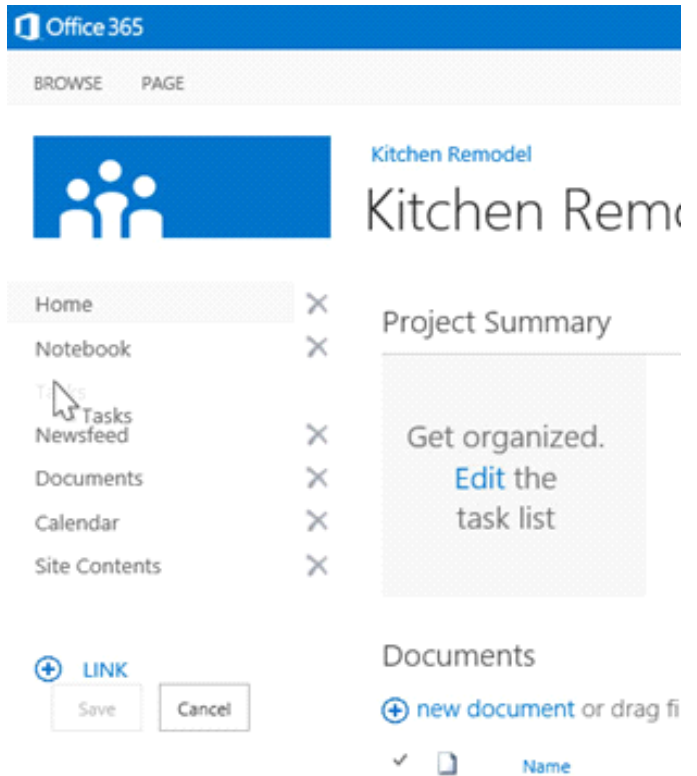 Office 365
BROWSE PAGE
Kitchen Remodel
Kitchen Remo
Home
Notebook
Tasks
Tasks
Newsfeed
Documents
Calendar
Site Contents
LINK
Save Cancel
Project Summary
Get organized.
Edit the
task list
Documents
new document or drag fi
Name